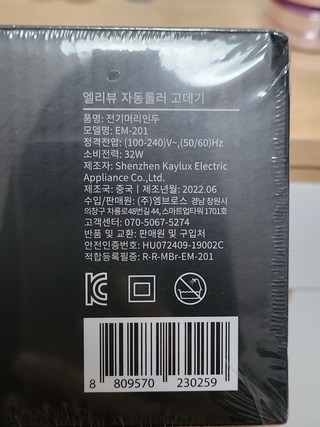 엘리뷰 자동롤러 고데기
품명: 전기머리인두
모델명: EM-201
정격전압: (100-240)V~,(50/60)Hz
소비전력: 32W
제조자: Shenzhen Kaylux Electric
Appliance Co.,Ltd.
제조국: 중국 | 제조년월: 2022.06
수입/판매원: (주)엠브로스 경남 창원시
의창구 차룡로48번길 44, 스마트업타워 1701호
고객센터: 070-5067-5274
반품 및 교환: 판매원 및 구입처
안전인증번호: HU072409-19002C
적합등록필증: R-R-MBr-EM-201
8 809570 230259